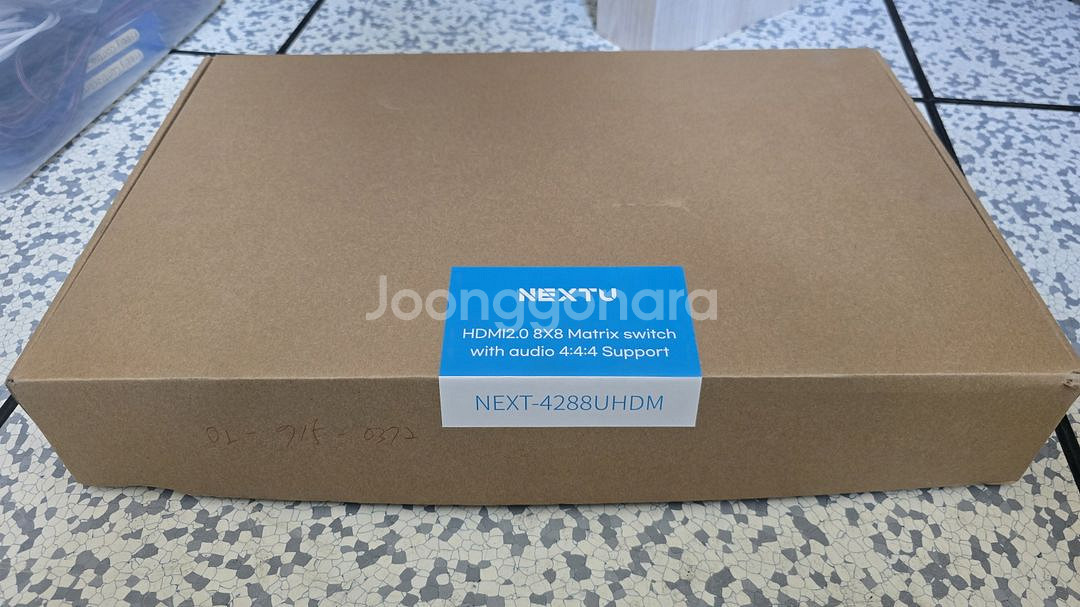 Joonggonara
NEXTU
HDMI2.0 8X8 Matrix switch
with audio 4:4:4 Support
NEXT-4288UHDM